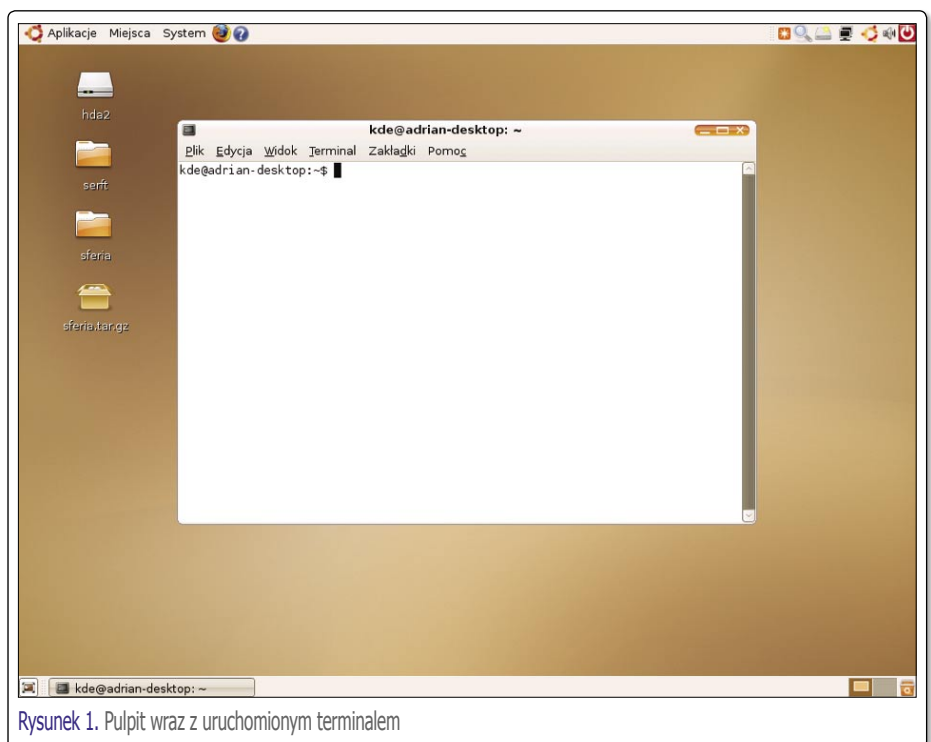 Aplikacje Miejsca System
hda2
serft
sferia
sferia.tar.gz
kde@adrian-desktop: ~
Plik Edycja Widok Terminal Zakładki Pomoc
kde@adrian-desktop:~$
kde@adrian-desktop: ~
Rysunek 1. Pulpit wraz z uruchomionym terminalem